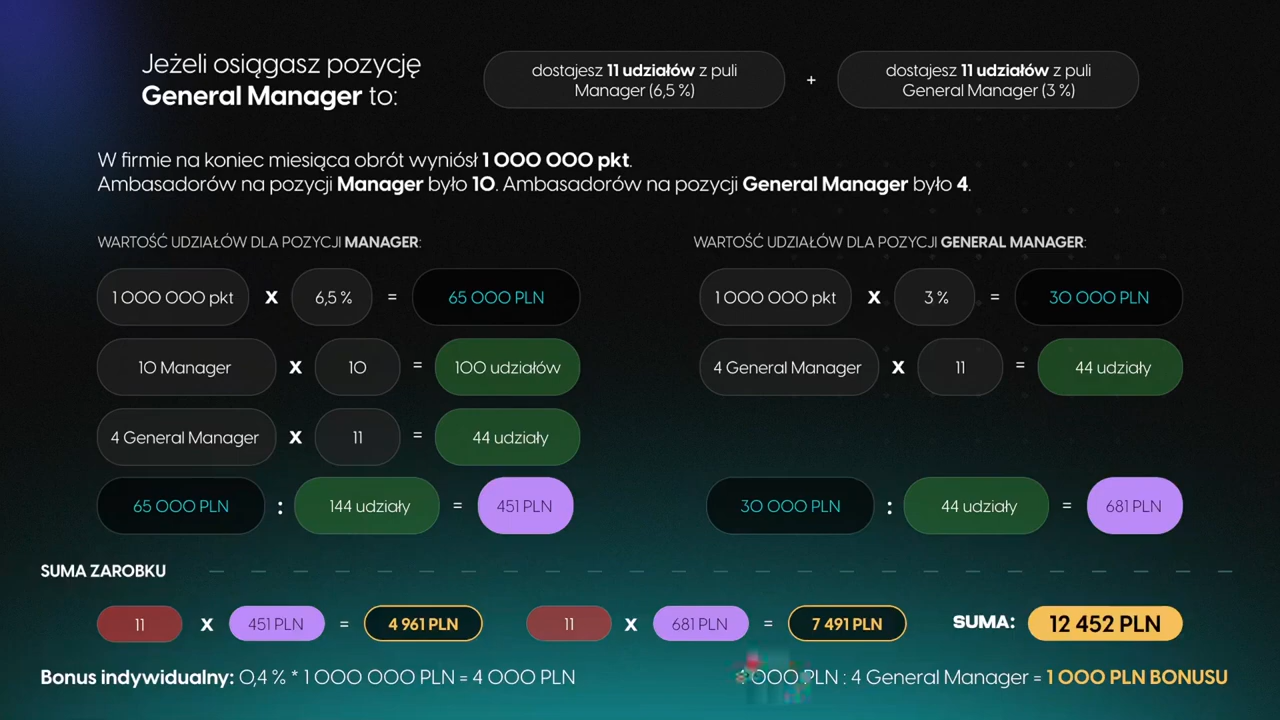 Jeżeli osiągasz pozycję
General Manager to:
dostajesz 11 udziałów z puli
Manager (6,5 %)
+
dostajesz 11 udziałów z puli
General Manager (3 %)
W firmie na koniec miesiąca obrót wyniósł 1 000 000 pkt.
Ambasadorów na pozycji Manager było 10. Ambasadorów na pozycji General Manager było 4.
WARTOŚĆ UDZIAŁÓW DLA POZYCJI MANAGER:
1 000 000 pkt X 6,5 % = 65 000 PLN
10 Manager X 10 = 100 udziałów
4 General Manager X 11 = 44 udziały
65 000 PLN : 144 udziały = 451 PLN
WARTOŚĆ UDZIAŁÓW DLA POZYCJI GENERAL MANAGER:
1 000 000 pkt X 3 % = 30 000 PLN
4 General Manager X 11 = 44 udziały
30 000 PLN : 44 udziały = 681 PLN
SUMA ZAROBKU
11 X 451 PLN = 4 961 PLN
11 X 681 PLN = 7 491 PLN
SUMA: 12 452 PLN
Bonus indywidualny: 0,4 % * 1 000 000 PLN = 4 000 PLN
000 PLN : 4 General Manager = 1 000 PLN BONUSU